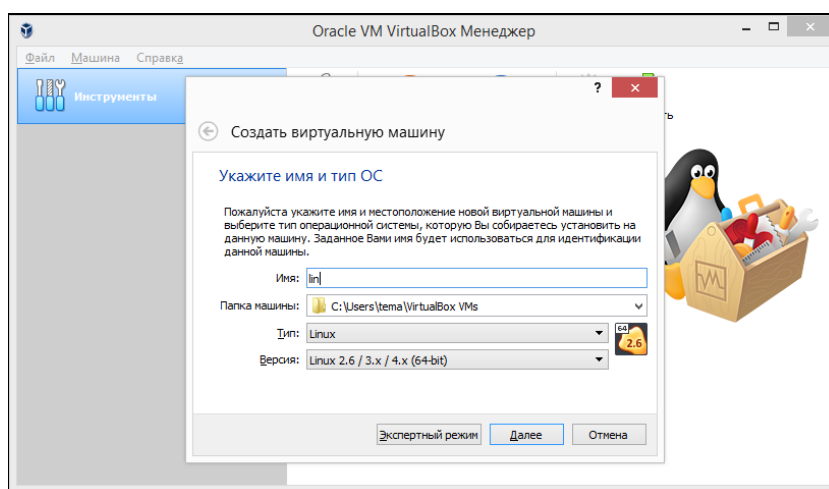 Oracle VM VirtualBox Менеджер
Файл Машина Справка
Инструменты
?
ть
Создать виртуальную машину
Укажите имя и тип ОС
Пожалуйста укажите имя и местоположение новой виртуальной машины и
выберите тип операционной системы, которую Вы собираетесь установить на
данную машину. Заданное Вами имя будет использоваться для идентификации
данной машины.
Имя: lin
Папка машины: C:\Users\tema\VirtualBox VMs
Тип: Linux
64
2.6
Версия: Linux 2.6 / 3.x / 4.x (64-bit)
Экспертный режим Далее Отмена